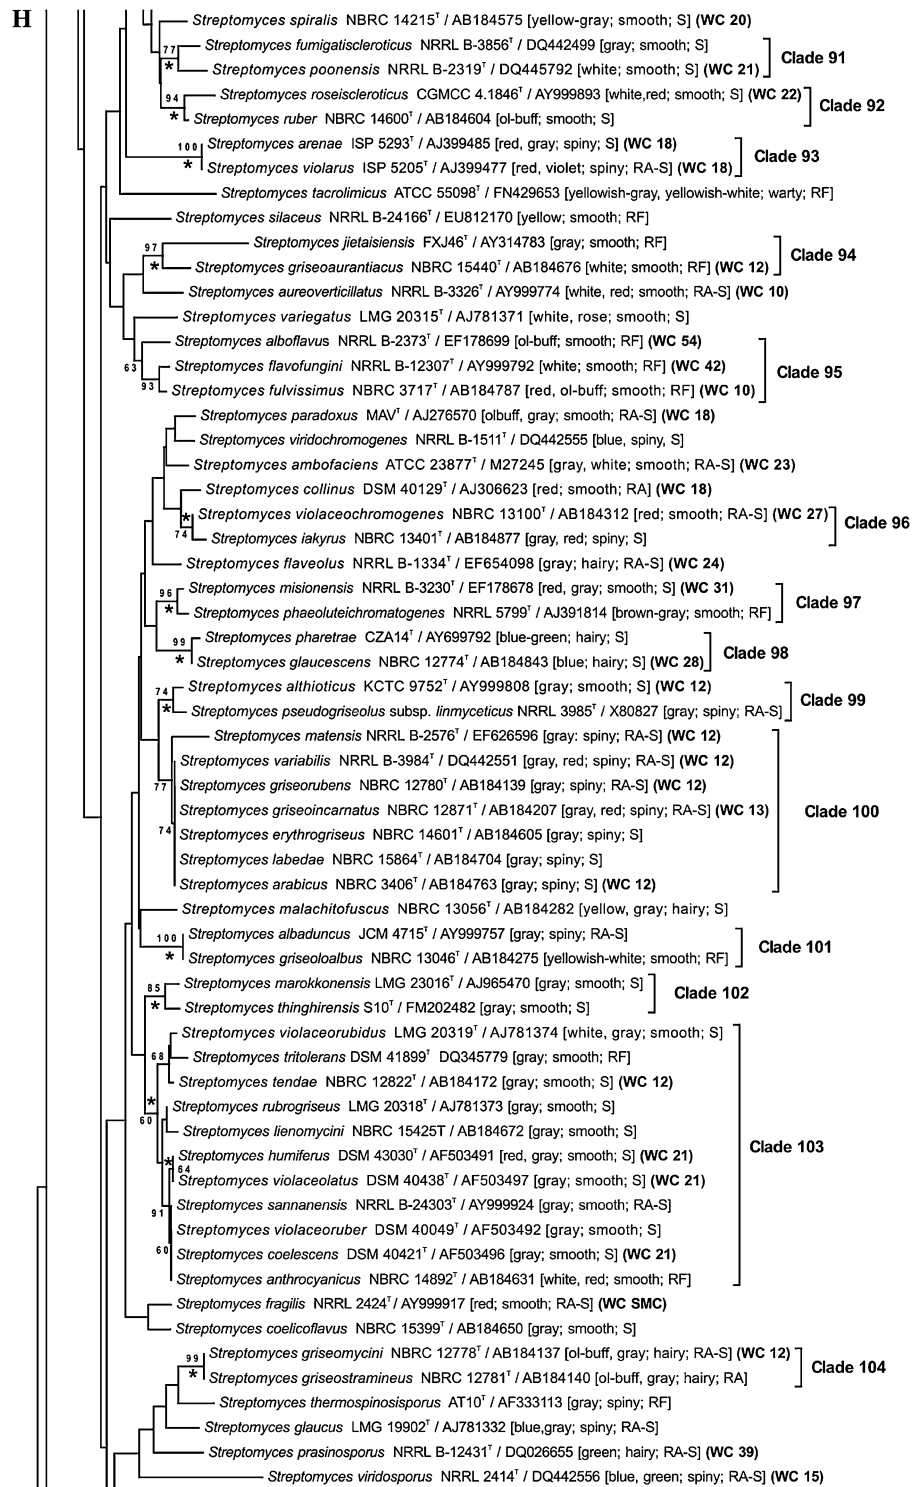 H
Streptomyces spiralis NBRC 14215ᵀ / AB184575 [yellow-gray; smooth; S] (WC 20)
77 Streptomyces fumigatiscleroticus NRRL B-3856ᵀ / DQ442499 [gray; smooth; S]
* Streptomyces poonensis NRRL B-2319ᵀ / DQ445792 [white; smooth; S] (WC 21)
Clade 91
94 Streptomyces roseiscleroticus CGMCC 4.1846ᵀ / AY999893 [white,red; smooth; S] (WC 22)
* Streptomyces ruber NBRC 14600ᵀ / AB184604 [ol-buff; smooth; S]
Clade 92
100 Streptomyces arenae ISP 5293ᵀ / AJ399485 [red, gray; spiny; S] (WC 18)
* Streptomyces violarus ISP 5205ᵀ / AJ399477 [red, violet; spiny; RA-S] (WC 18)
Clade 93
Streptomyces tacrolimicus ATCC 55098ᵀ / FN429653 [yellowish-gray, yellowish-white; warty; RF]
Streptomyces silaceus NRRL B-24166ᵀ / EU812170 [yellow; smooth; RF]
97 Streptomyces jietaisiensis FXJ46ᵀ / AY314783 [gray; smooth; RF]
* Streptomyces griseoaurantiacus NBRC 15440ᵀ / AB184676 [white; smooth; RF] (WC 12)
Clade 94
Streptomyces aureoverticillatus NRRL B-3326ᵀ / AY999774 [white, red; smooth; RA-S] (WC 10)
Streptomyces variegatus LMG 20315ᵀ / AJ781371 [white, rose; smooth; S]
Streptomyces alboflavus NRRL B-2373ᵀ / EF178699 [ol-buff; smooth; RF] (WC 54)
63 Streptomyces flavofungini NRRL B-12307ᵀ / AY999792 [white; smooth; RF] (WC 42)
93 Streptomyces fulvissimus NBRC 3717ᵀ / AB184787 [red, ol-buff; smooth; RF] (WC 10)
Clade 95
Streptomyces paradoxus MAVᵀ / AJ276570 [olbuff, gray; smooth; RA-S] (WC 18)
Streptomyces viridochromogenes NRRL B-1511ᵀ / DQ442555 [blue, spiny, S]
Streptomyces ambofaciens ATCC 23877ᵀ / M27245 [gray, white; smooth; RA-S] (WC 23)
Streptomyces collinus DSM 40129ᵀ / AJ306623 [red; smooth; RA] (WC 18)
* Streptomyces violaceochromogenes NBRC 13100ᵀ / AB184312 [red; smooth; RA-S] (WC 27)
74 Streptomyces iakyrus NBRC 13401ᵀ / AB184877 [gray, red; spiny; S]
Clade 96
Streptomyces flaveolus NRRL B-1334ᵀ / EF654098 [gray; hairy; RA-S] (WC 24)
96 Streptomyces misionensis NRRL B-3230ᵀ / EF178678 [red, gray; smooth; S] (WC 31)
* Streptomyces phaeoluteichromatogenes NRRL 5799ᵀ / AJ391814 [brown-gray; smooth; RF]
Clade 97
99 Streptomyces pharetrae CZA14ᵀ / AY699792 [blue-green; hairy; S]
* Streptomyces glaucescens NBRC 12774ᵀ / AB184843 [blue; hairy; S] (WC 28)
Clade 98
74 Streptomyces althioticus KCTC 9752ᵀ / AY999808 [gray; smooth; S] (WC 12)
* Streptomyces pseudogriseolus subsp. linmyceticus NRRL 3985ᵀ / X80827 [gray; spiny; RA-S]
Clade 99
Streptomyces matensis NRRL B-2576ᵀ / EF626596 [gray: spiny; RA-S] (WC 12)
Streptomyces variabilis NRRL B-3984ᵀ / DQ442551 [gray, red; spiny; RA-S] (WC 12)
77 Streptomyces griseorubens NBRC 12780ᵀ / AB184139 [gray; spiny; RA-S] (WC 12)
Streptomyces griseoincarnatus NBRC 12871ᵀ / AB184207 [gray, red; spiny; RA-S] (WC 13)
Clade 100
74 Streptomyces erythrogriseus NBRC 14601ᵀ / AB184605 [gray; spiny; S]
Streptomyces labedae NBRC 15864ᵀ / AB184704 [gray; spiny; S]
Streptomyces arabicus NBRC 3406ᵀ / AB184763 [gray; spiny; S] (WC 12)
Streptomyces malachitofuscus NBRC 13056ᵀ / AB184282 [yellow, gray; hairy; S]
100 Streptomyces albaduncus JCM 4715ᵀ / AY999757 [gray; spiny; RA-S]
* Streptomyces griseoloalbus NBRC 13046ᵀ / AB184275 [yellowish-white; smooth; RF]
Clade 101
85 Streptomyces marokkonensis LMG 23016ᵀ / AJ965470 [gray; smooth; S]
* Streptomyces thinghirensis S10ᵀ / FM202482 [gray; smooth; S]
Clade 102
Streptomyces violaceorubidus LMG 20319ᵀ / AJ781374 [white, gray; smooth; S]
68 Streptomyces tritolerans DSM 41899ᵀ DQ345779 [gray; smooth; RF]
Streptomyces tendae NBRC 12822ᵀ / AB184172 [gray; smooth; S] (WC 12)
* Streptomyces rubrogriseus LMG 20318ᵀ / AJ781373 [gray; smooth; S]
60 Streptomyces lienomycini NBRC 15425T / AB184672 [gray; smooth; S]
Clade 103
* Streptomyces humiferus DSM 43030ᵀ / AF503491 [red, gray; smooth; S] (WC 21)
64 Streptomyces violaceolatus DSM 40438ᵀ / AF503497 [gray; smooth; S] (WC 21)
91 Streptomyces sannanensis NRRL B-24303ᵀ / AY999924 [gray; smooth; RA-S]
Streptomyces violaceoruber DSM 40049ᵀ / AF503492 [gray; smooth; S]
60 Streptomyces coelescens DSM 40421ᵀ / AF503496 [gray; smooth; S] (WC 21)
Streptomyces anthrocyanicus NBRC 14892ᵀ / AB184631 [white, red; smooth; RF]
Streptomyces fragilis NRRL 2424ᵀ / AY999917 [red; smooth; RA-S] (WC SMC)
Streptomyces coelicoflavus NBRC 15399ᵀ / AB184650 [gray; smooth; S]
99 Streptomyces griseomycini NBRC 12778ᵀ / AB184137 [ol-buff, gray; hairy; RA-S] (WC 12)
* Streptomyces griseostramineus NBRC 12781ᵀ / AB184140 [ol-buff, gray; hairy; RA]
Clade 104
Streptomyces thermospinosisporus AT10ᵀ / AF333113 [gray; spiny; RF]
Streptomyces glaucus LMG 19902ᵀ / AJ781332 [blue,gray; spiny; RA-S]
Streptomyces prasinosporus NRRL B-12431ᵀ / DQ026655 [green; hairy; RA-S] (WC 39)
Streptomyces viridosporus NRRL 2414ᵀ / DQ442556 [blue, green; spiny; RA-S] (WC 15)